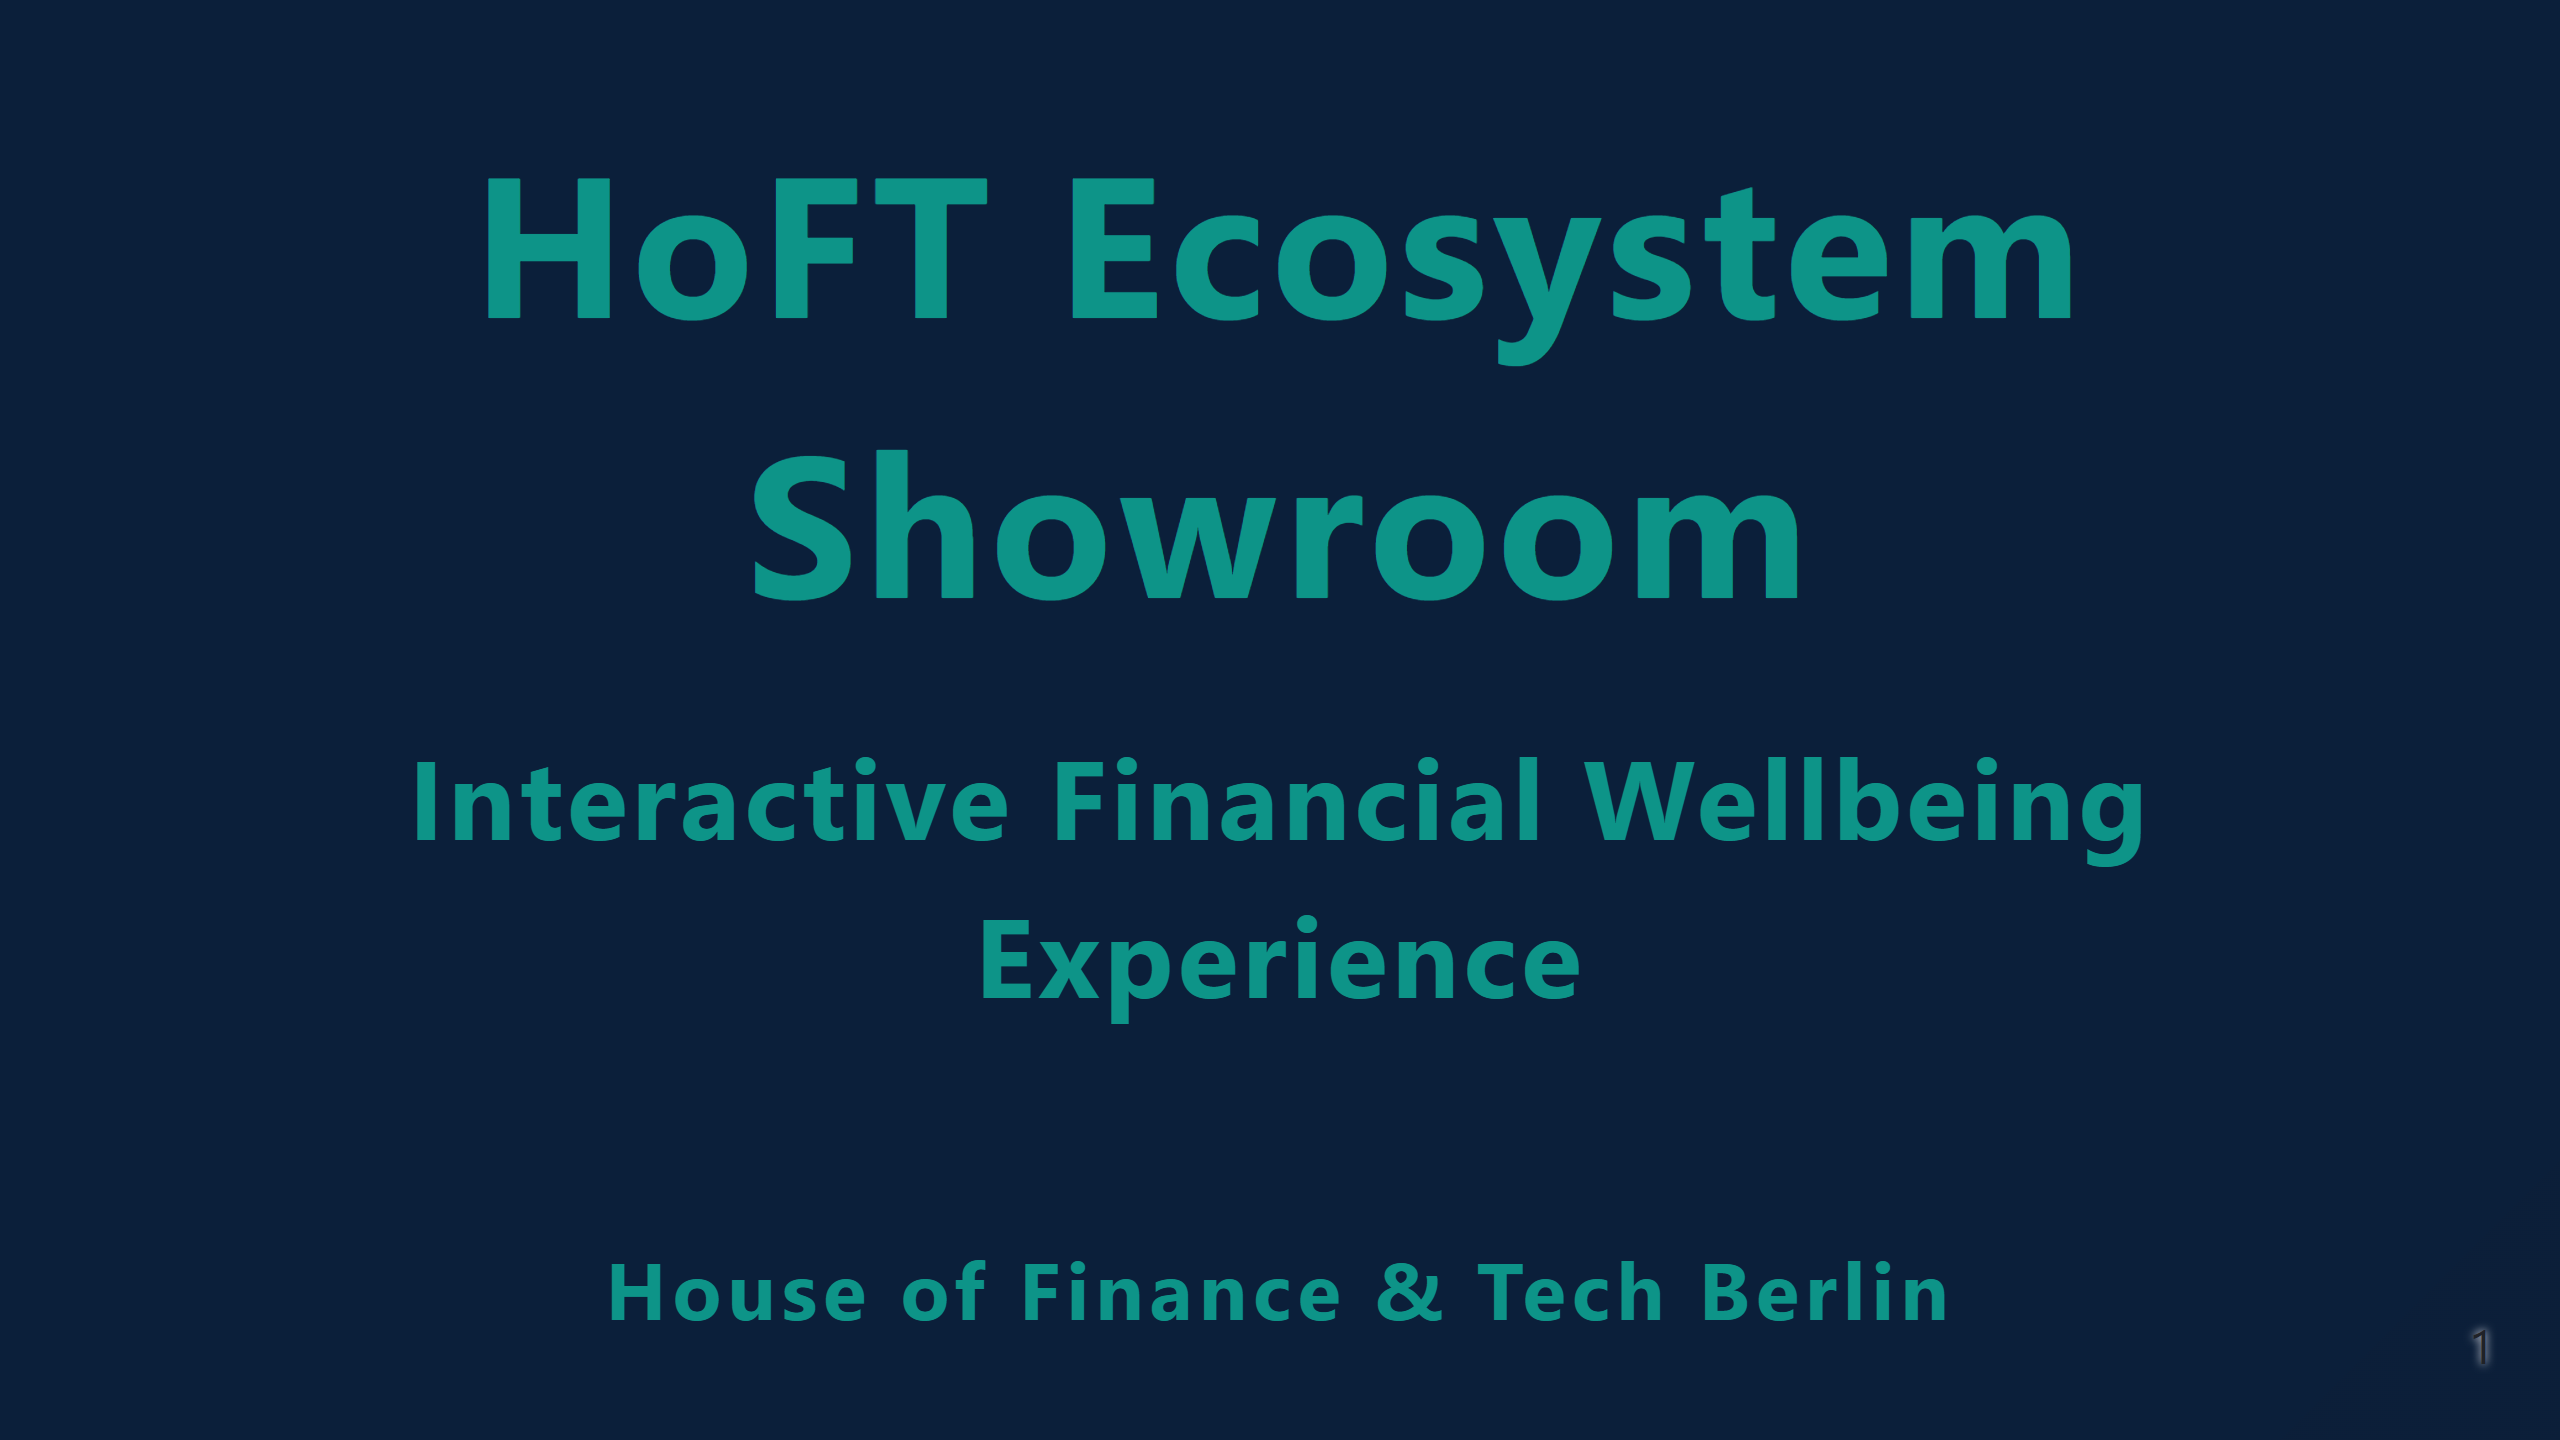 HoFT Ecosystem
Showroom
Interactive Financial Wellbeing
Experience
House of Finance & Tech Berlin
1